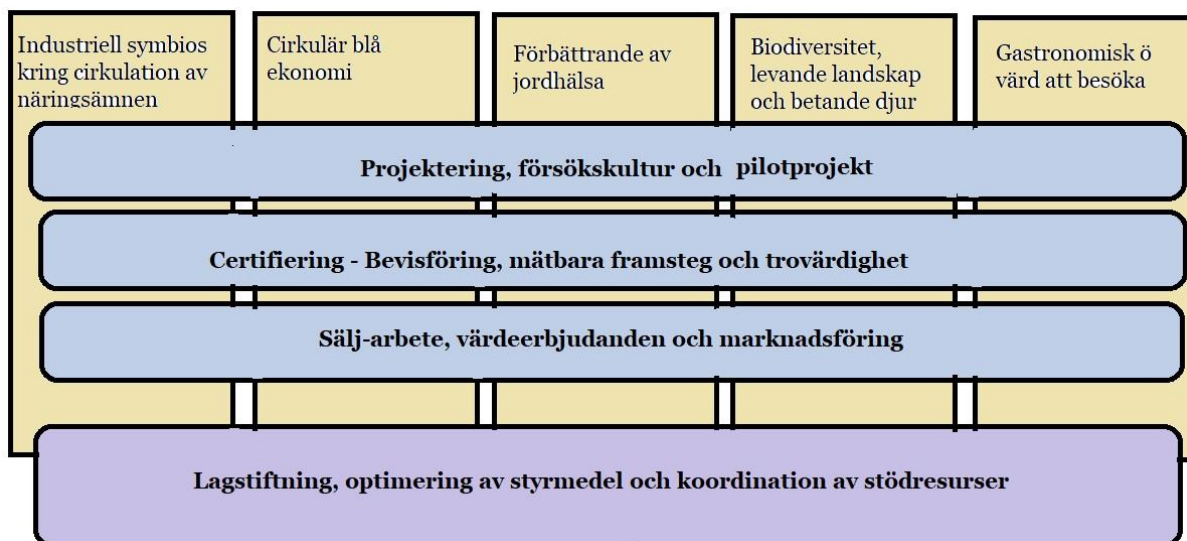 Industriell symbios
kring cirkulation av
näringsämnen
Cirkulär blå
ekonomi
Förbättrande av
jordhälsa
Biodiversitet,
levande landskap
och betande djur
Gastronomisk ö
värd att besöka
Projektering, försökskultur och pilotprojekt
Certifiering - Bevisföring, mätbara framsteg och trovärdighet
Sälj-arbete, värdeerbjudanden och marknadsföring
Lagstiftning, optimering av styrmedel och koordination av stödresurser